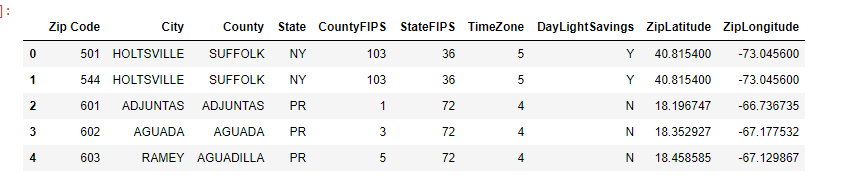 ]:
Zip Code City County State CountyFIPS StateFIPS TimeZone DayLightSavings ZipLatitude ZipLongitude
0 501 HOLTSVILLE SUFFOLK NY 103 36 5 Y 40.815400 -73.045600
1 544 HOLTSVILLE SUFFOLK NY 103 36 5 Y 40.815400 -73.045600
2 601 ADJUNTAS ADJUNTAS PR 1 72 4 N 18.196747 -66.736735
3 602 AGUADA AGUADA PR 3 72 4 N 18.352927 -67.177532
4 603 RAMEY AGUADILLA PR 5 72 4 N 18.458585 -67.129867